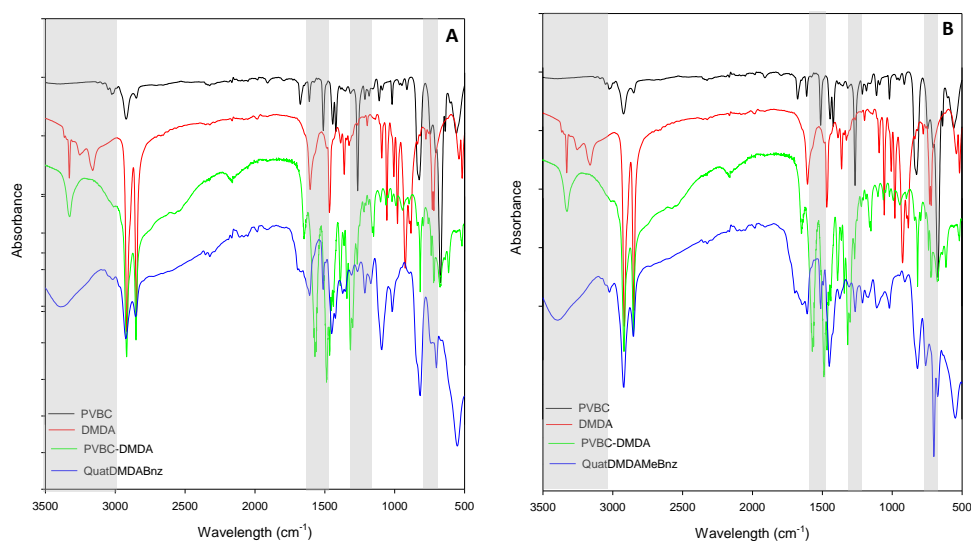 A
Absorbance
PVBC
DMDA
PVBC-DMDA
QuatDMDABnz
3500 3000 2500 2000 1500 1000 500
Wavelength (cm-1)
B
Absorbance
PVBC
DMDA
PVBC-DMDA
QuatDMDAMeBnz
3500 3000 2500 2000 1500 1000 500
Wavelength (cm-1)